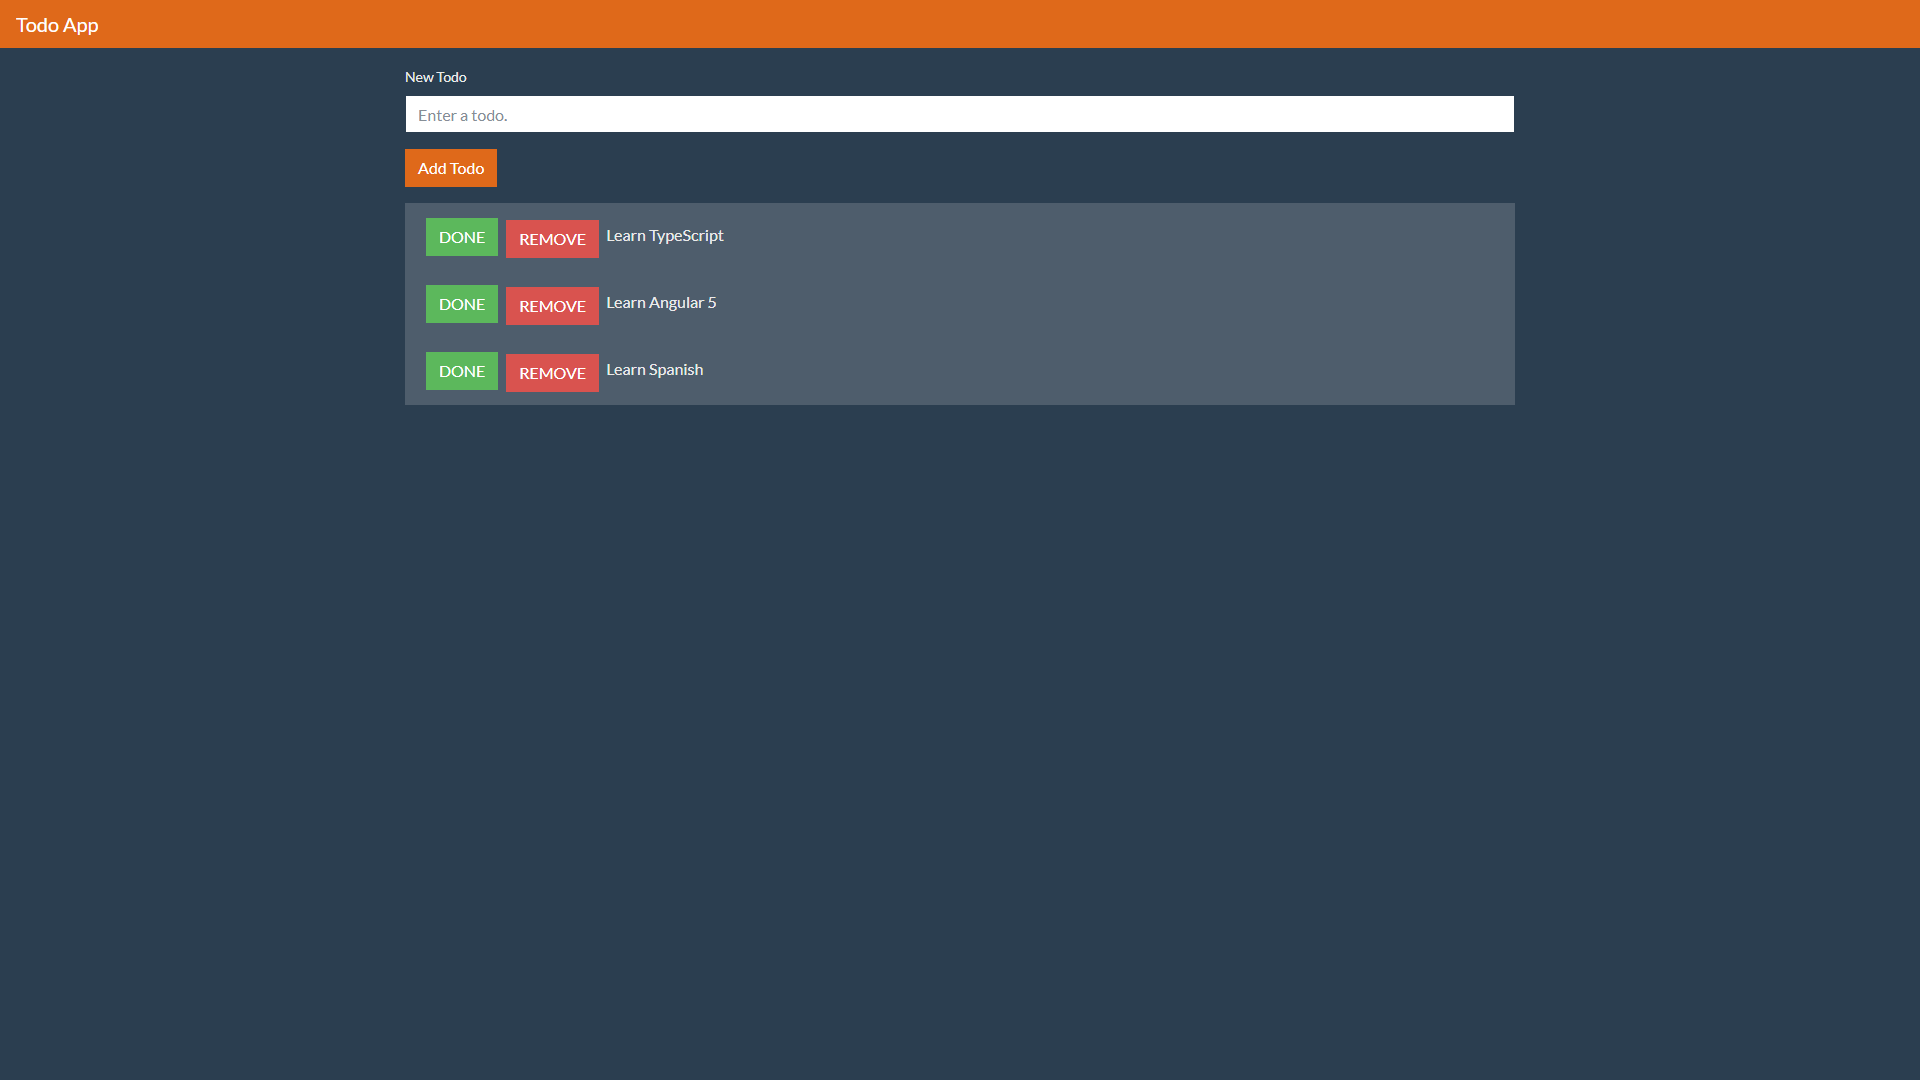 Todo App
New Todo
Enter a todo.
Add Todo
DONE REMOVE Learn TypeScript
DONE REMOVE Learn Angular 5
DONE REMOVE Learn Spanish